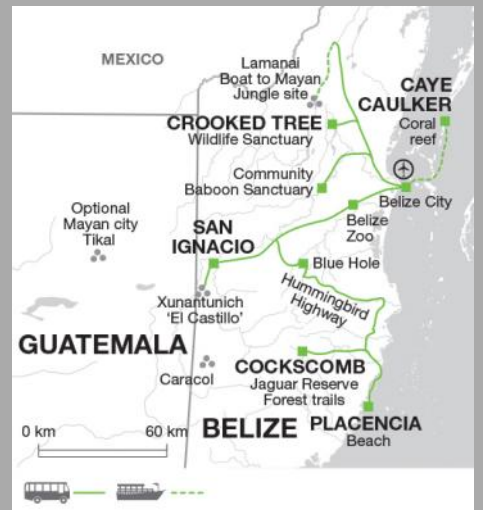 MEXICO
Lamanai
Boat to Mayan
Jungle site
CAYE
CAULKER
Coral
reef
CROOKED TREE
Wildlife Sanctuary
Community
Baboon Sanctuary
Belize City
Optional
Mayan city
Tikal
Belize
Zoo
SAN
IGNACIO
Blue Hole
Xunantunich
'El Castillo'
Hummingbird
Highway
GUATEMALA
Caracol
COCKSCOMB
Jaguar Reserve
Forest trails
BELIZE
PLACENCIA
Beach
0 km
60 km